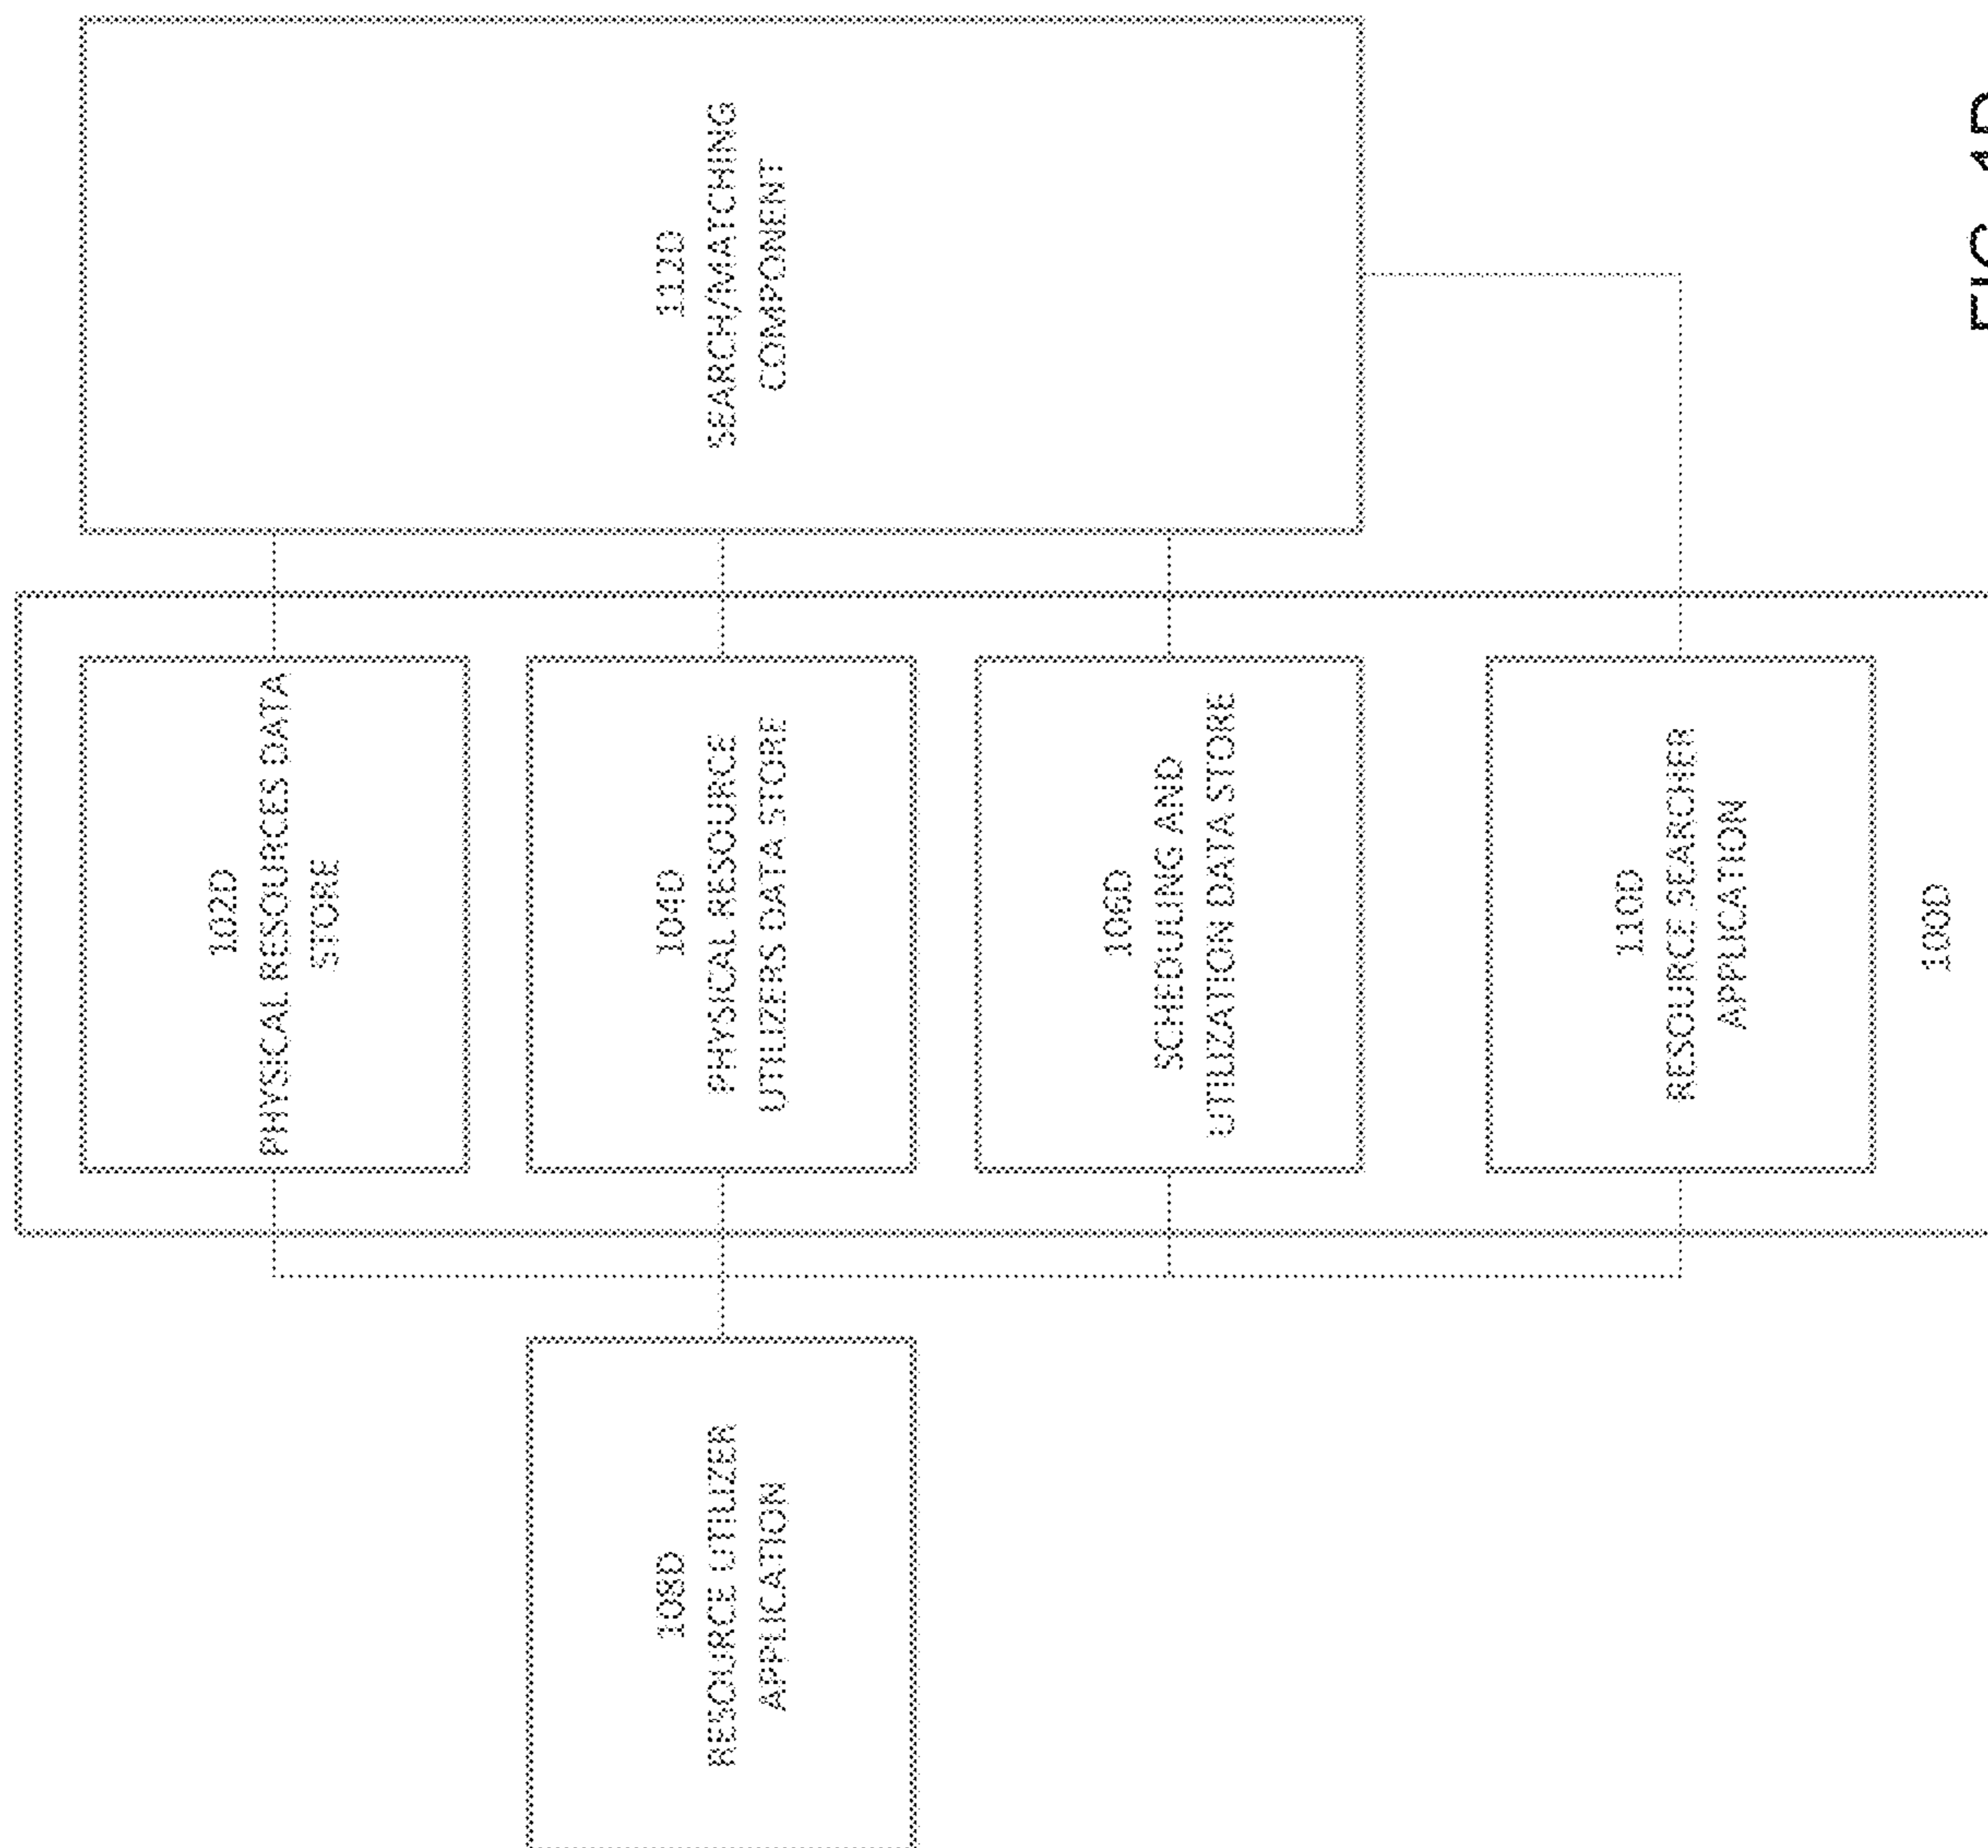 102D
PHYSICAL RESOURCES DATA
STORE
108D
RESOURCE UTILIZER
APPLICATION
104D
PHYSICAL RESOURCE
UTILIZERS DATA STORE
112D
SEARCH/MATCHING
COMPONENT
106D
SCHEDULING AND
UTILIZATION DATA STORE
110D
RESOURCE SEARCHER
APPLICATION
100D